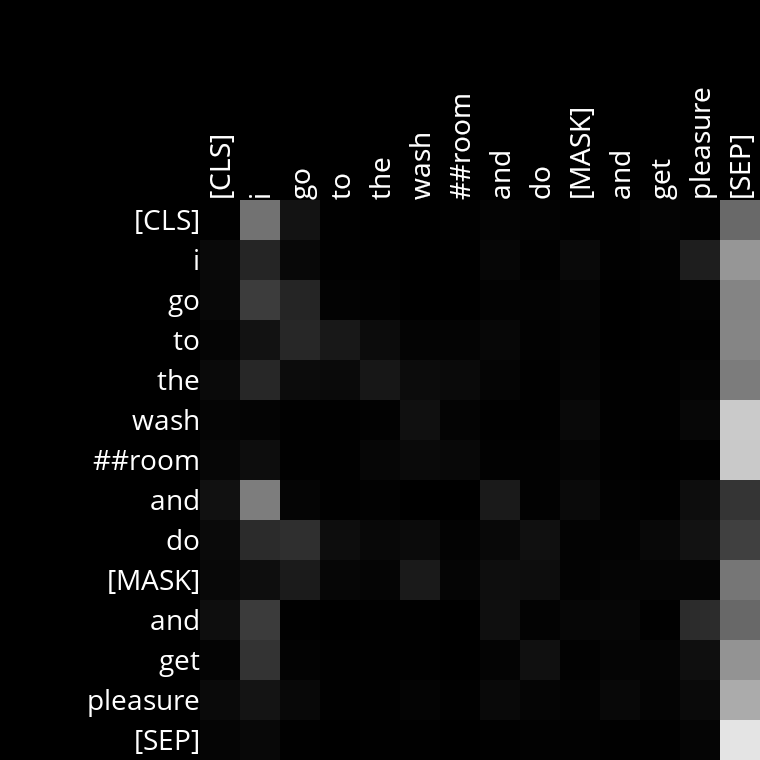 [CLS] i go to the wash ##room and do [MASK] and get pleasure [SEP]
[CLS]
i
go
to
the
wash
##room
and
do
[MASK]
and
get
pleasure
[SEP]